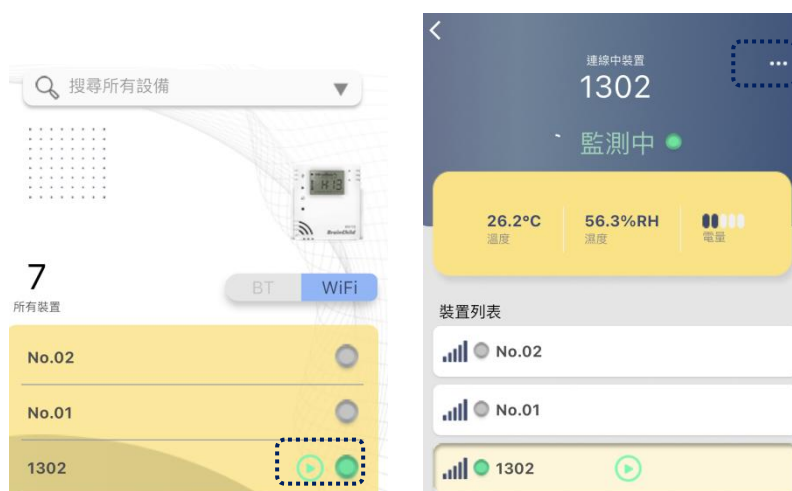 搜尋所有設備
7
所有裝置
BT WiFi
No.02
No.01
1302
連線中裝置
1302
監測中
26.2°C
溫度
56.3%RH
濕度
電量
裝置列表
No.02
No.01
1302